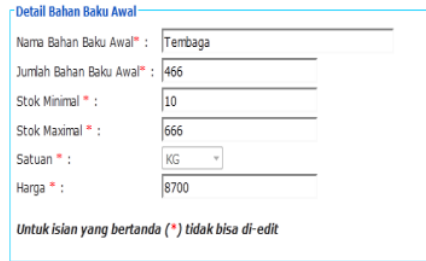 Detail Bahan Baku Awal
Nama Bahan Baku Awal* : Tembaga
Jumlah Bahan Baku Awal* : 466
Stok Minimal * : 10
Stok Maximal * : 666
Satuan * : KG
Harga * : 8700
Untuk isian yang bertanda (*) tidak bisa di-edit